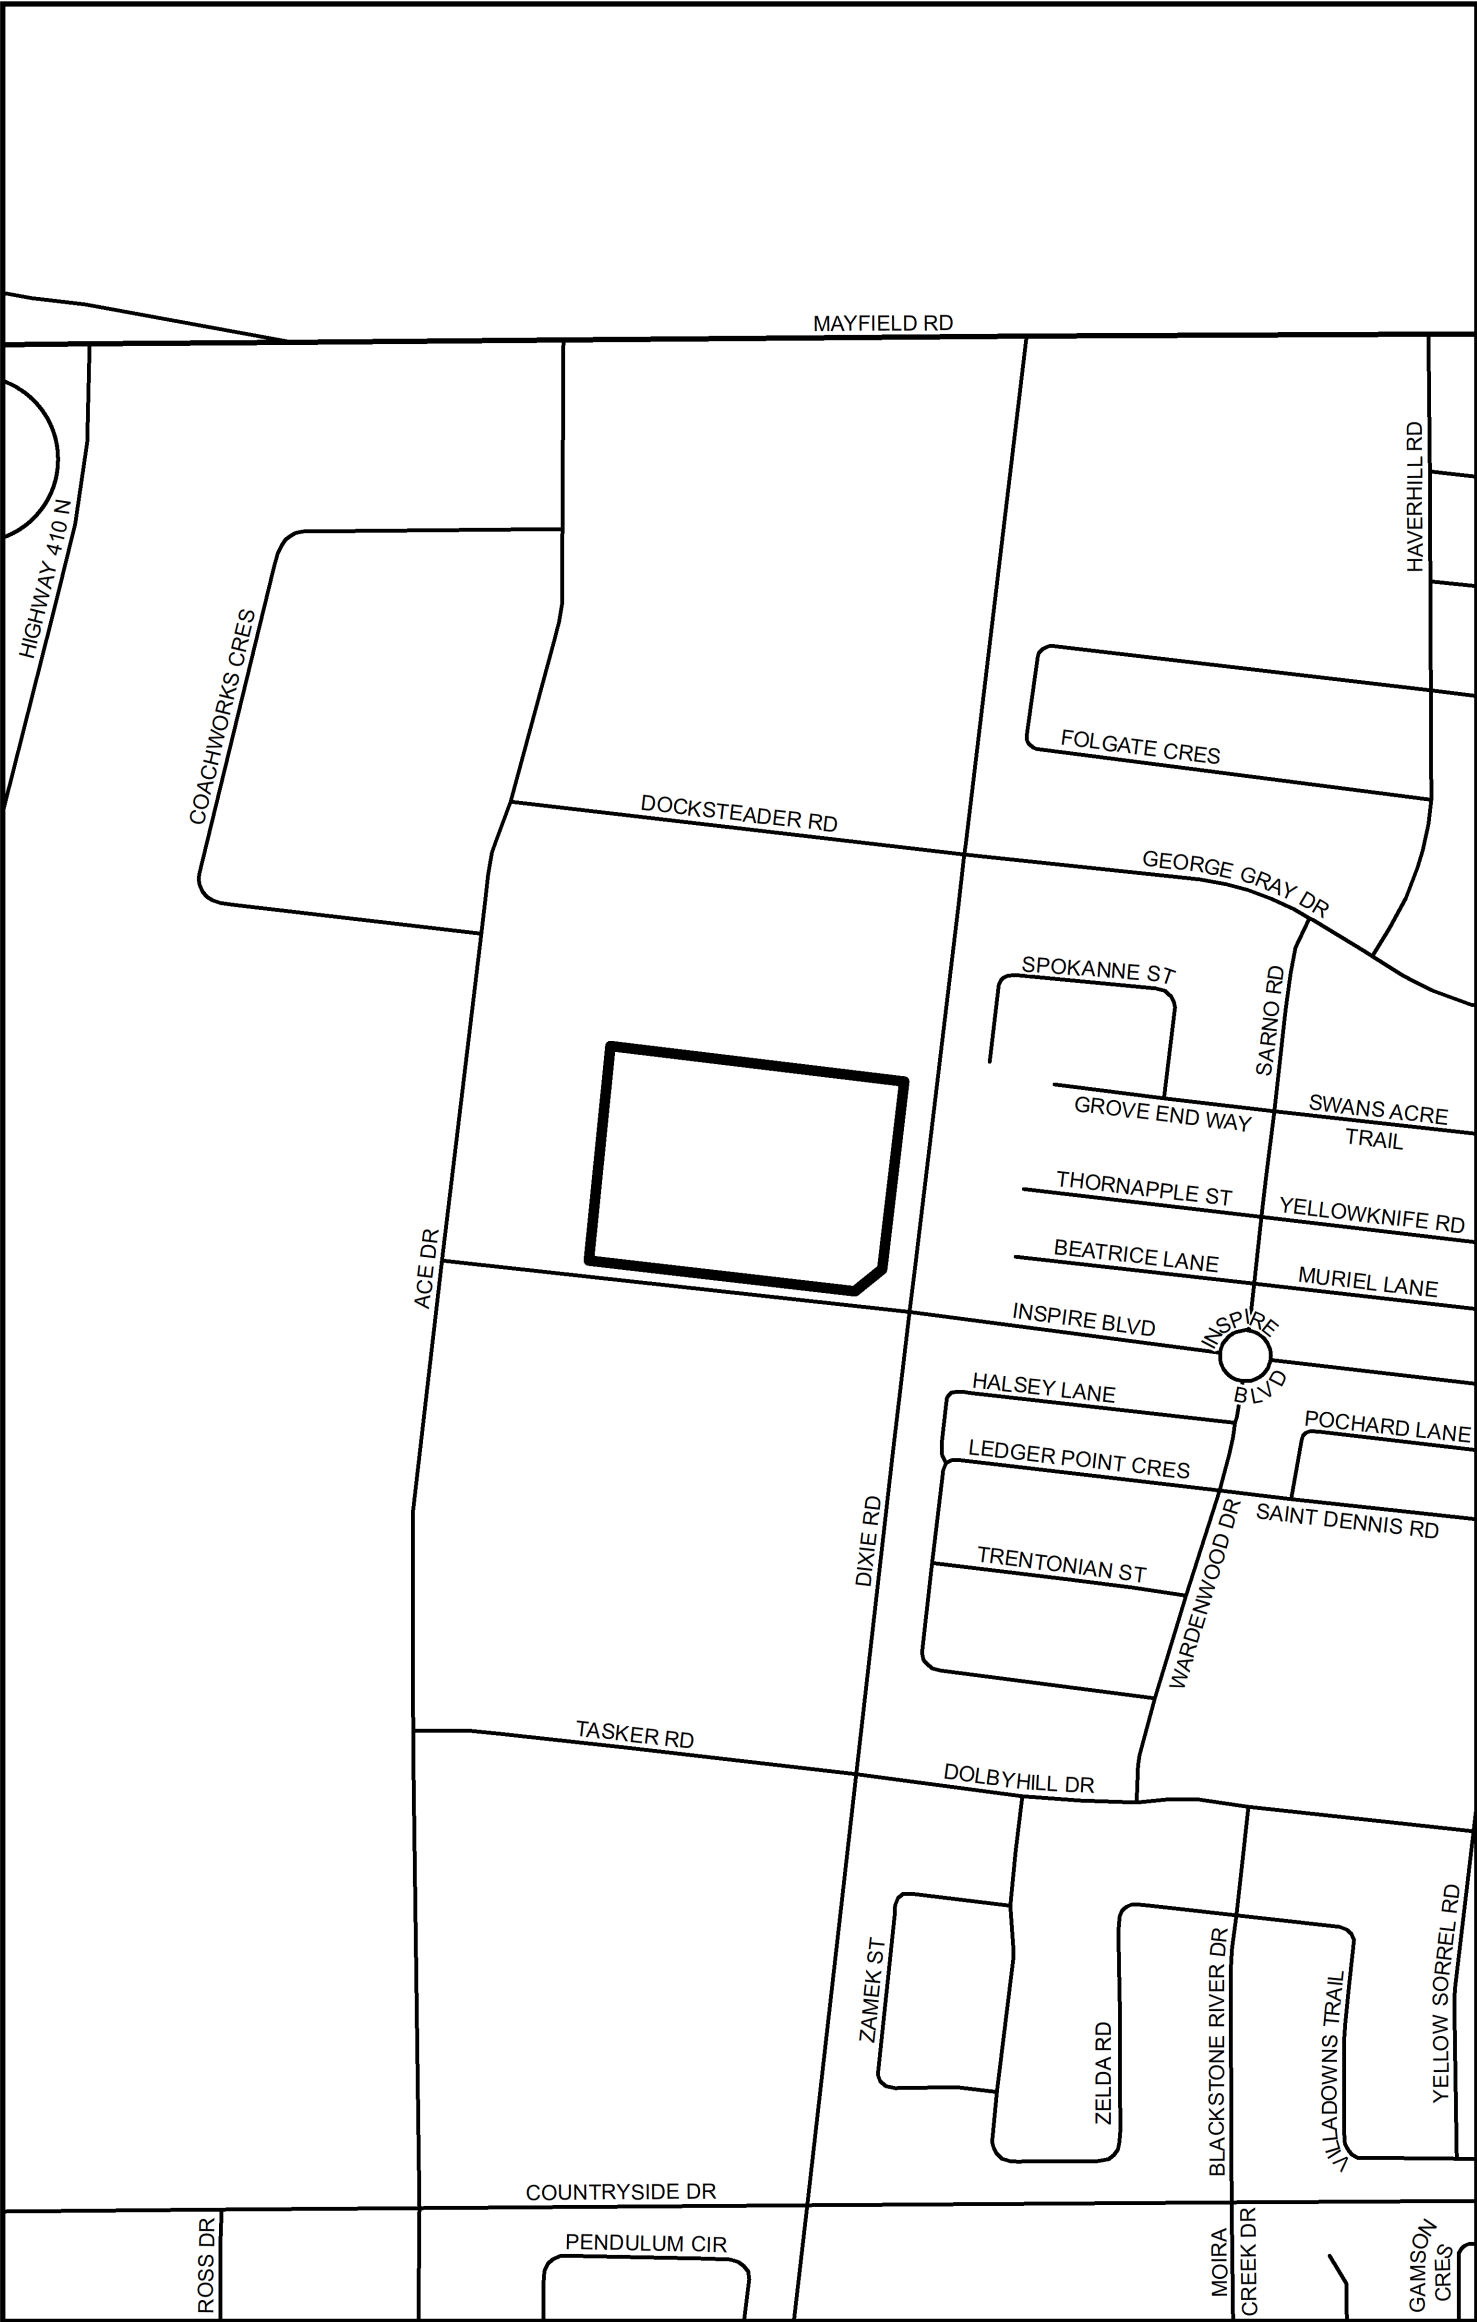 MAYFIELD RD
HAVERHILL RD
HIGHWAY 410 N
COACHWORKS CRES
FOLGATE CRES
DOCKSTEADER RD
GEORGE GRAY DR
SPOKANNE ST
SARNO RD
GROVE END WAY
SWANS ACRE
TRAIL
THORNAPPLE ST
YELLOWKNIFE RD
ACE DR
BEATRICE LANE
MURIEL LANE
INSPIRE BLVD
INSPIRE
BLVD
HALSEY LANE
POCHARD LANE
LEDGER POINT CRES
SAINT DENNIS RD
DIXIE RD
TRENTONIAN ST
WARDENWOOD DR
TASKER RD
DOLBYHILL DR
ZAMEK ST
ZELDA RD
BLACKSTONE RIVER DR
VILLADOWNS TRAIL
YELLOW SORREL RD
COUNTRYSIDE DR
ROSS DR
PENDULUM CIR
MOIRA
CREEK DR
GAMSON
CRES